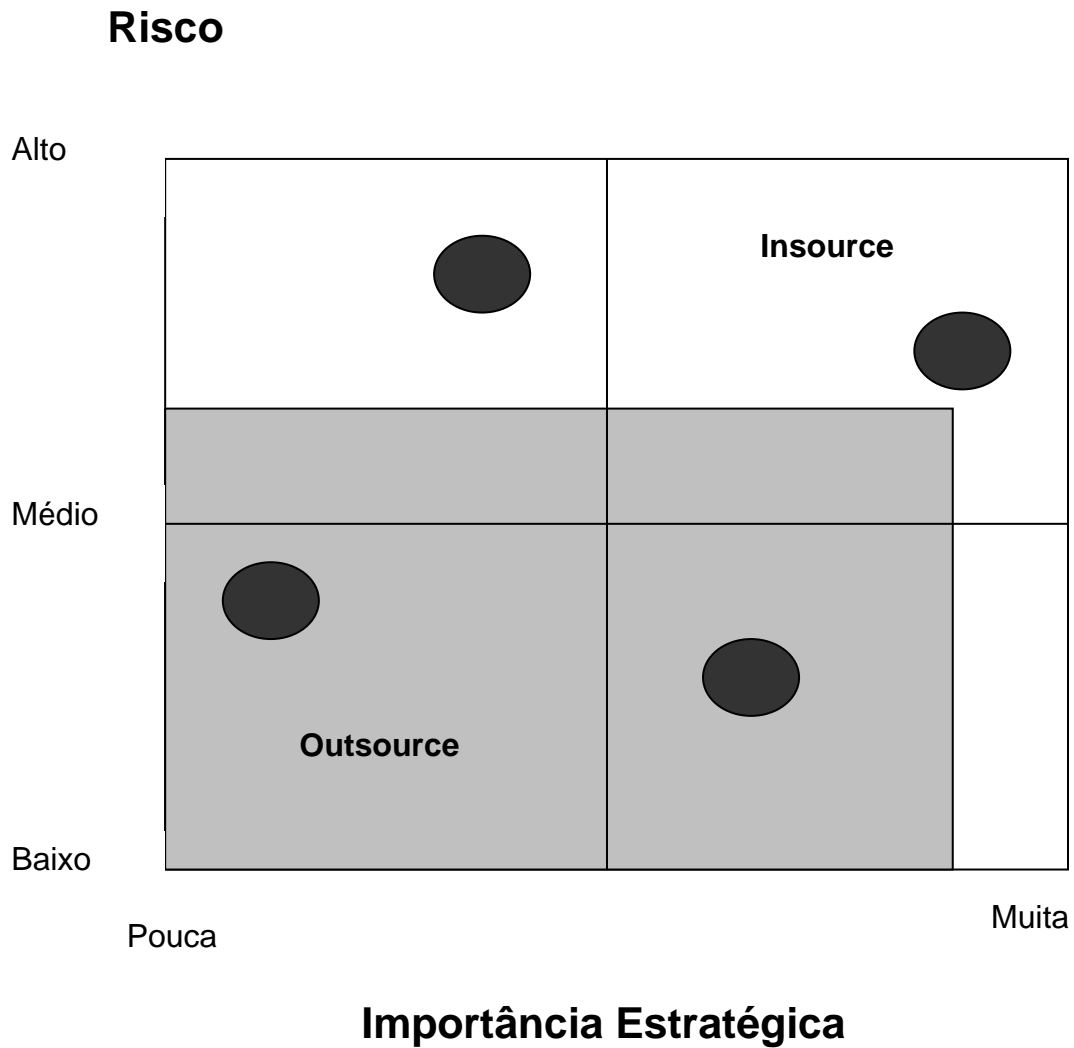 Risco
Alto
Insource
Médio
Outsource
Baixo
Pouca
Muita
Importância Estratégica